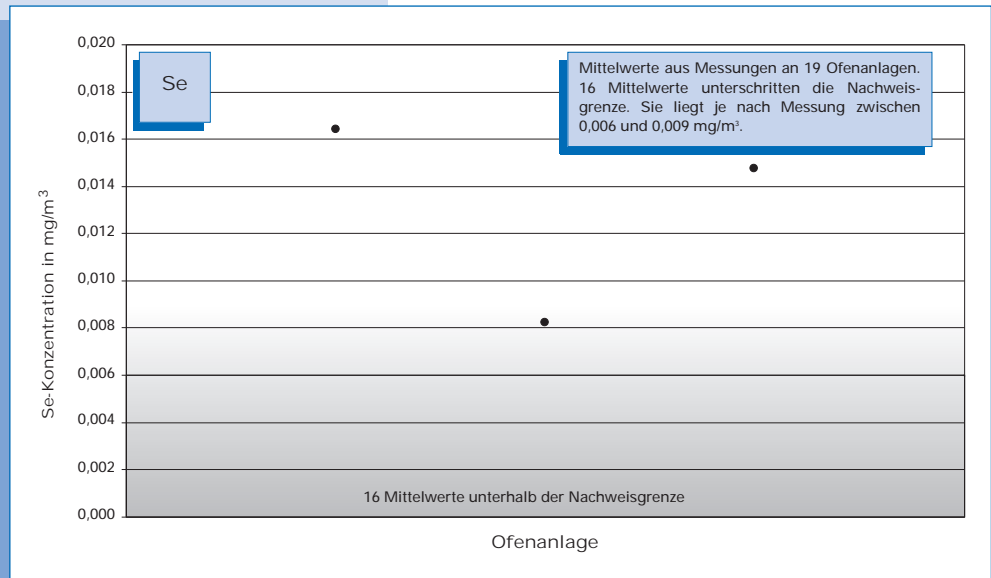 Se
Mittelwerte aus Messungen an 19 Ofenanlagen.
16 Mittelwerte unterschritten die Nachweis-
grenze. Sie liegt je nach Messung zwischen
0,006 und 0,009 mg/m³.
Se-Konzentration in mg/m³
0,020
0,018
0,016
0,014
0,012
0,010
0,008
0,006
0,004
0,002
0,000
16 Mittelwerte unterhalb der Nachweisgrenze
Ofenanlage